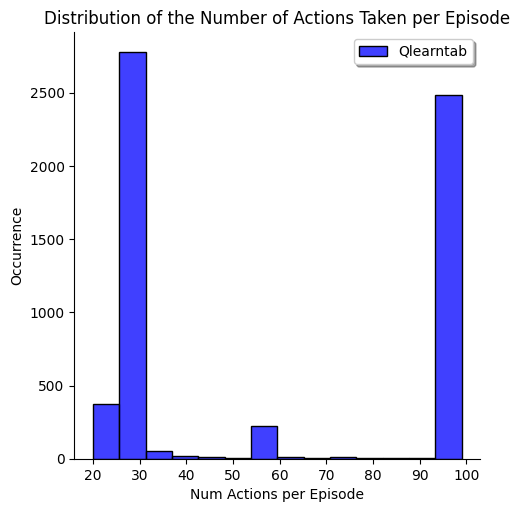 Distribution of the Number of Actions Taken per Episode
Qlearntab
Occurrence
2500
2000
1500
1000
500
0
20 30 40 50 60 70 80 90 100
Num Actions per Episode